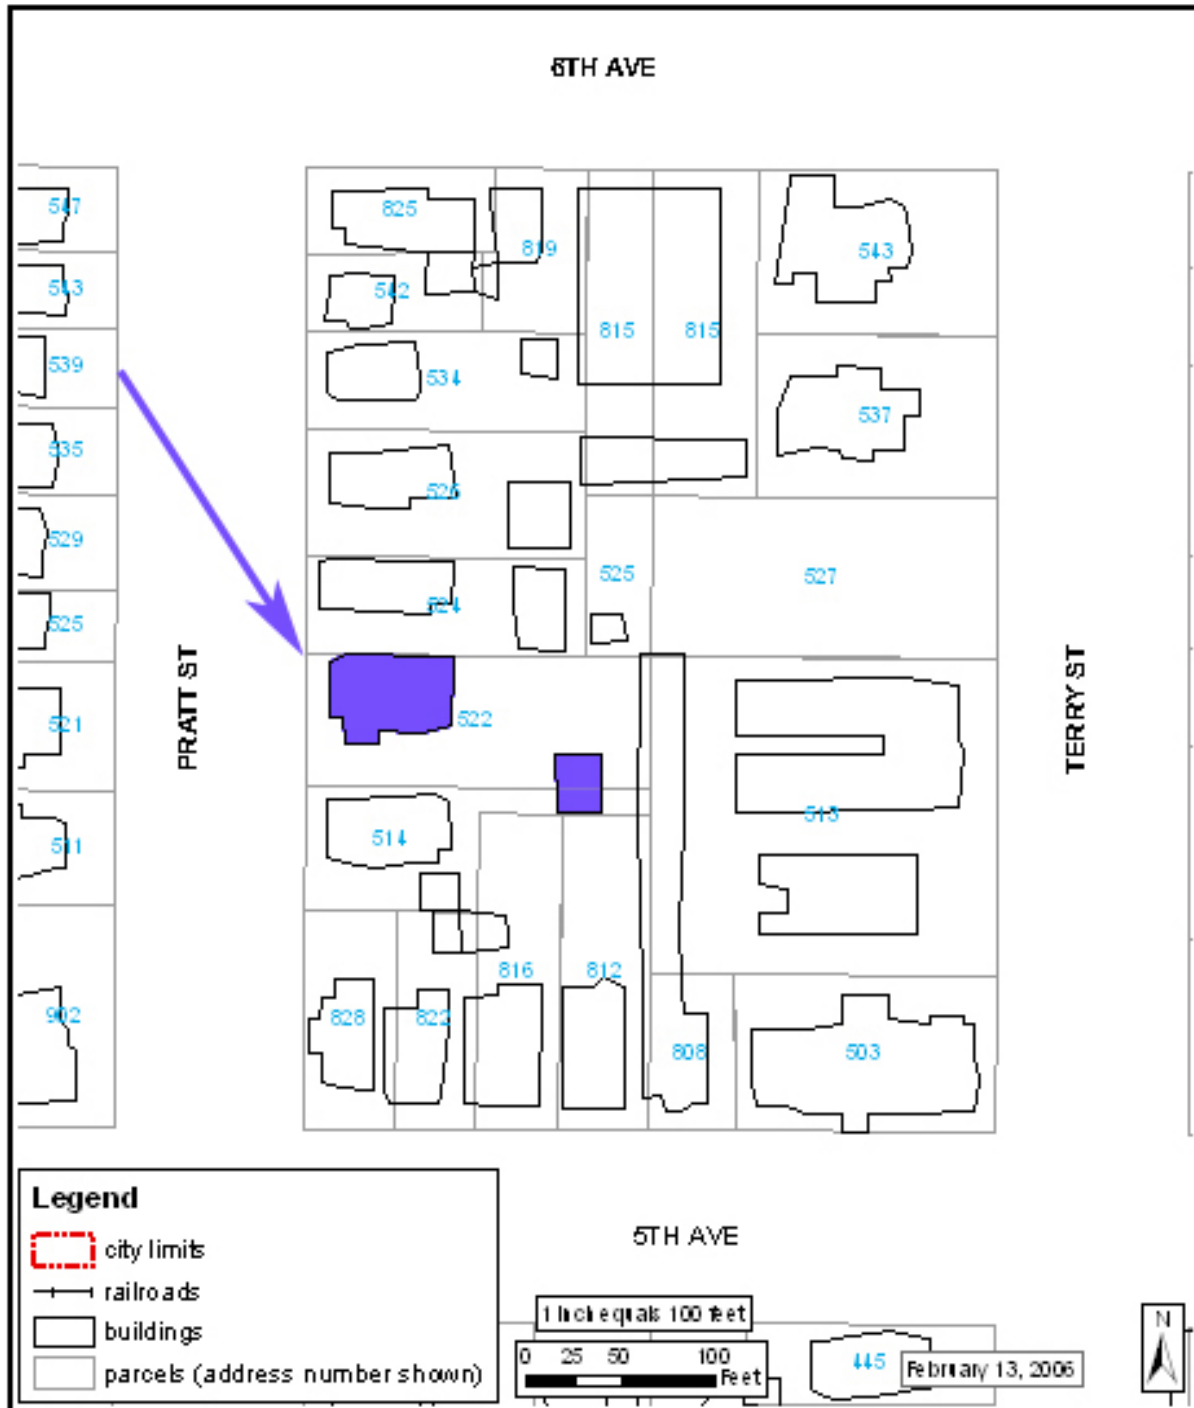 6TH AVE
547
825
819
543
543
542
815
815
539
534
537
535
526
529
525
527
525
524
PRATT ST
TERRY ST
521
522
513
511
514
816
812
902
828
822
808
503
Legend
city limits
railroads
buildings
parcels (address number shown)
5TH AVE
1 inch equals 100 feet
0 25 50 100
Feet
445
February 13, 2006
N